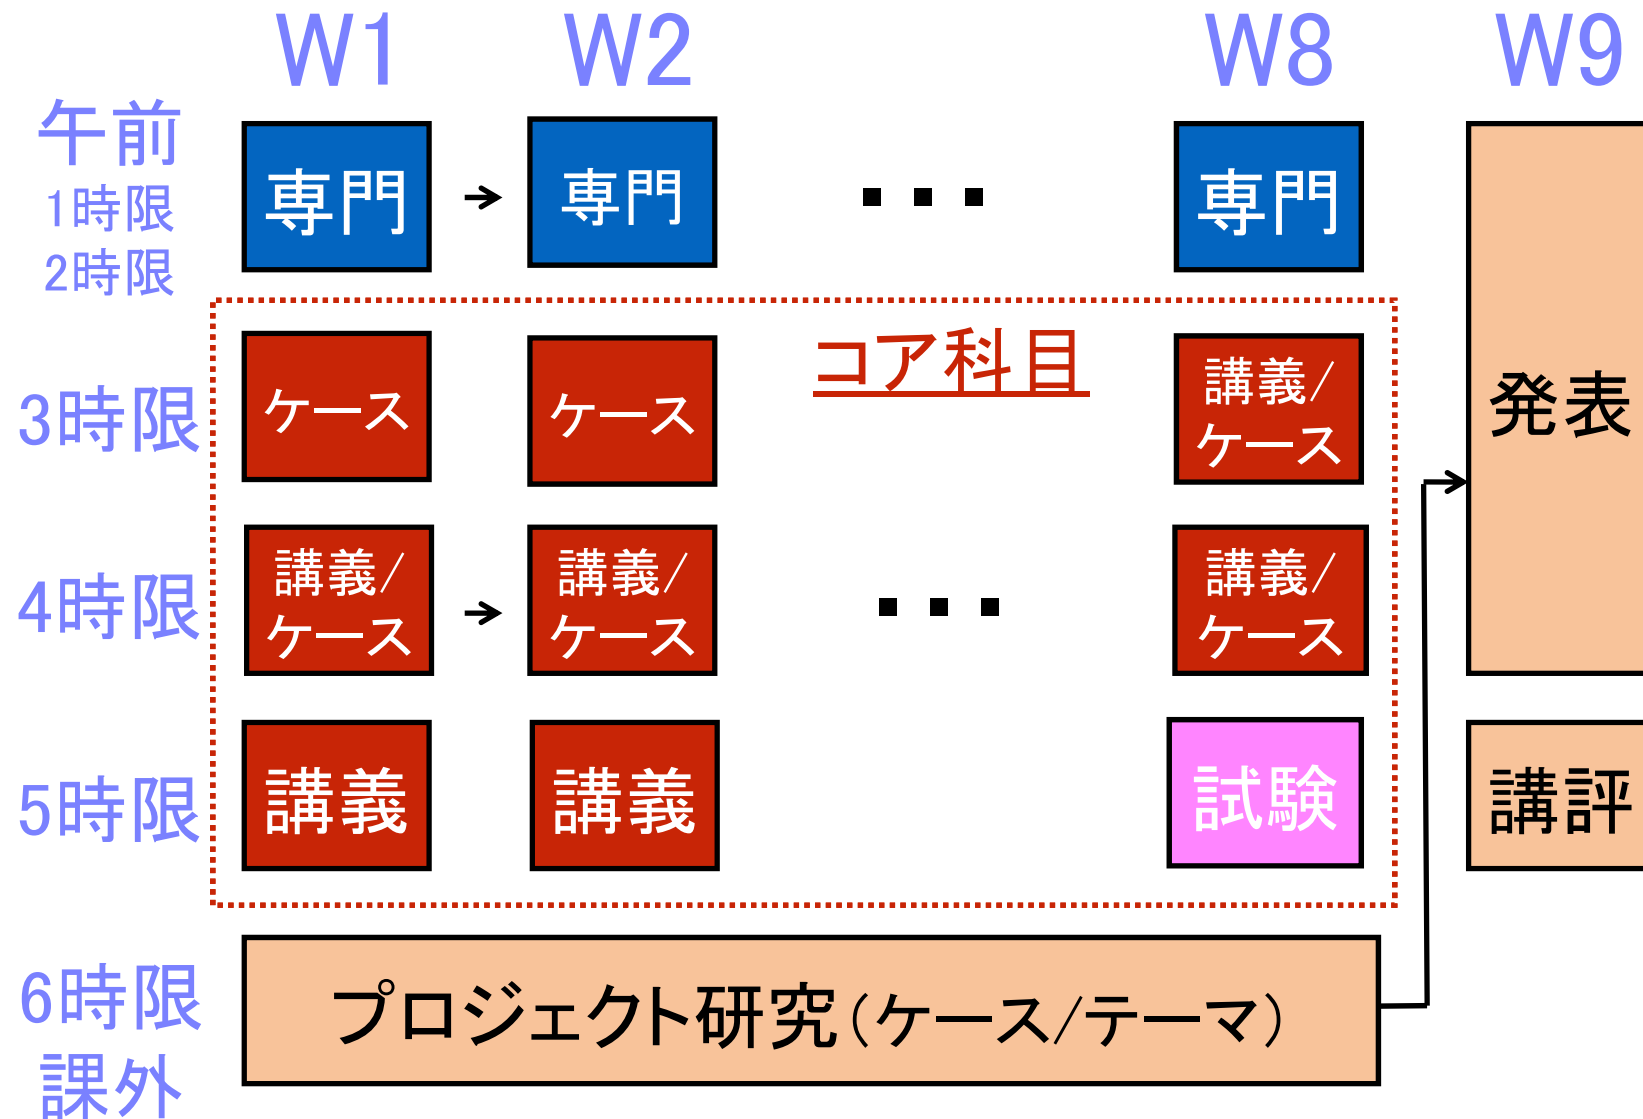 W1 W2 W8 W9
午前
1時限
2時限
専門 専門 ・・・ 専門
コア科目
3時限
ケース ケース 講義/
ケース
発表
4時限
講義/
ケース
講義/
ケース
・・・
講義/
ケース
5時限
講義 講義 試験 講評
6時限
課外
プロジェクト研究(ケース/テーマ)